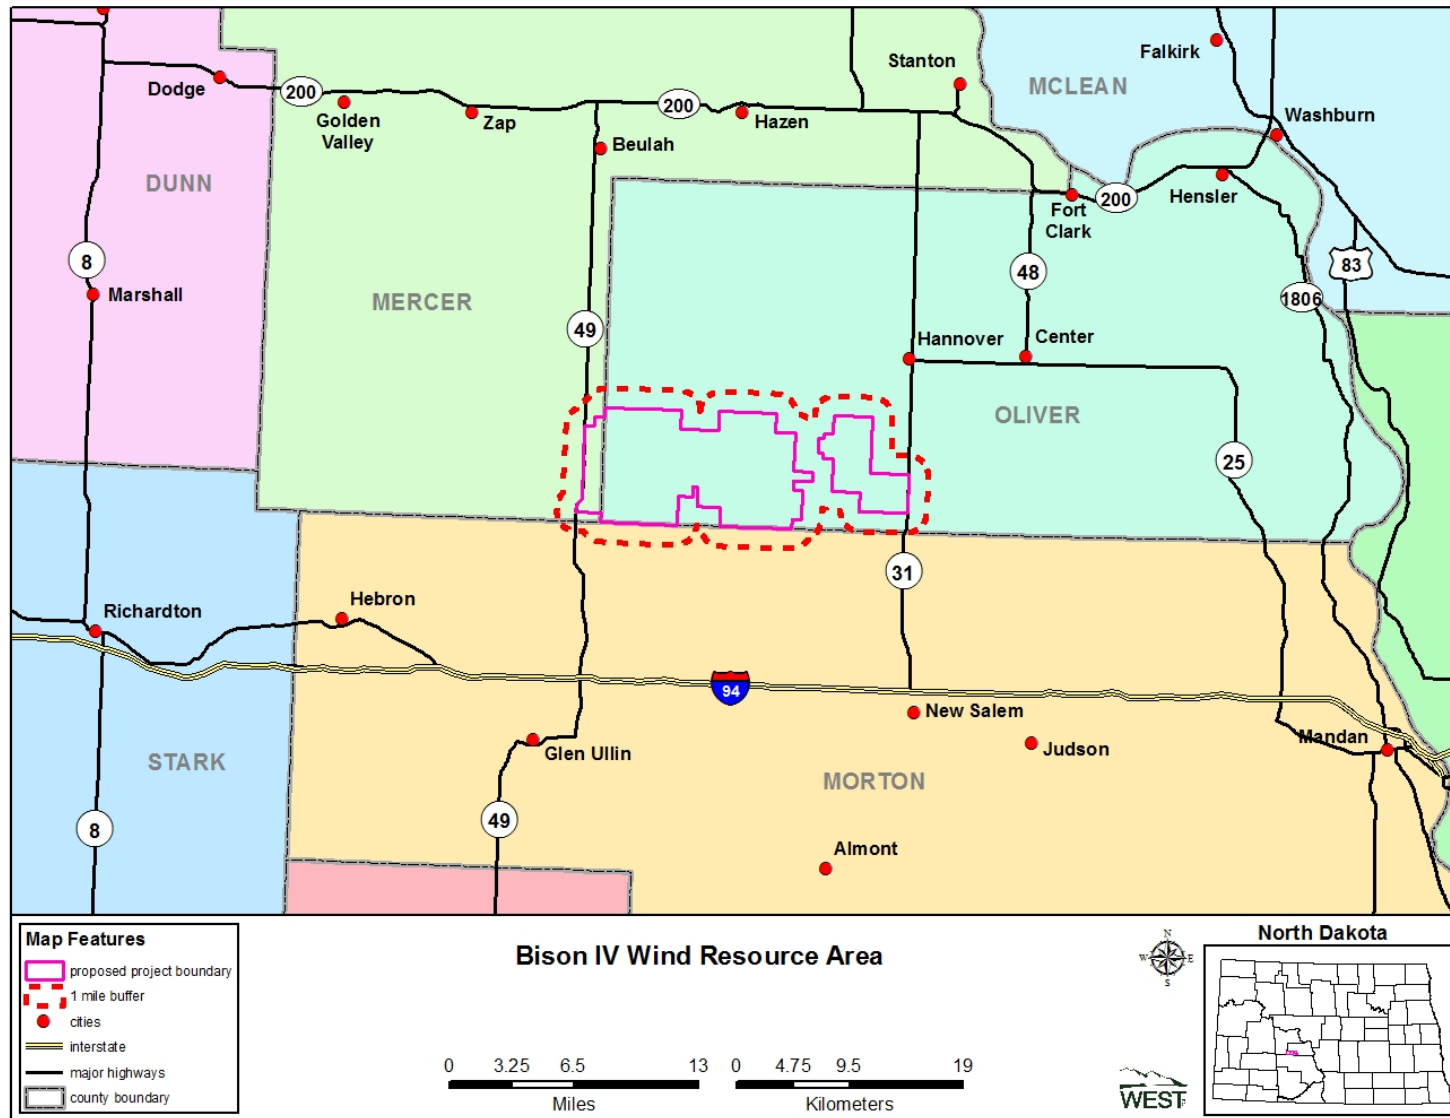 Falkirk
Stanton
MCLEAN
Dodge
200
Golden
Valley
Zap
200
Hazen
Washburn
Beulah
DUNN
Fort
Clark
200
Hensler
8
Marshall
MERCER
49
48
83
1806
Hannover
Center
OLIVER
25
31
Richardton
Hebron
94
New Salem
Judson
Mandan
Glen Ullin
STARK
MORTON
8
49
Almont
Map Features
proposed project boundary
1 mile buffer
cities
interstate
major highways
county boundary
Bison IV Wind Resource Area
0 3.25 6.5 13
Miles
0 4.75 9.5 19
Kilometers
N
W E
S
WEST
North Dakota